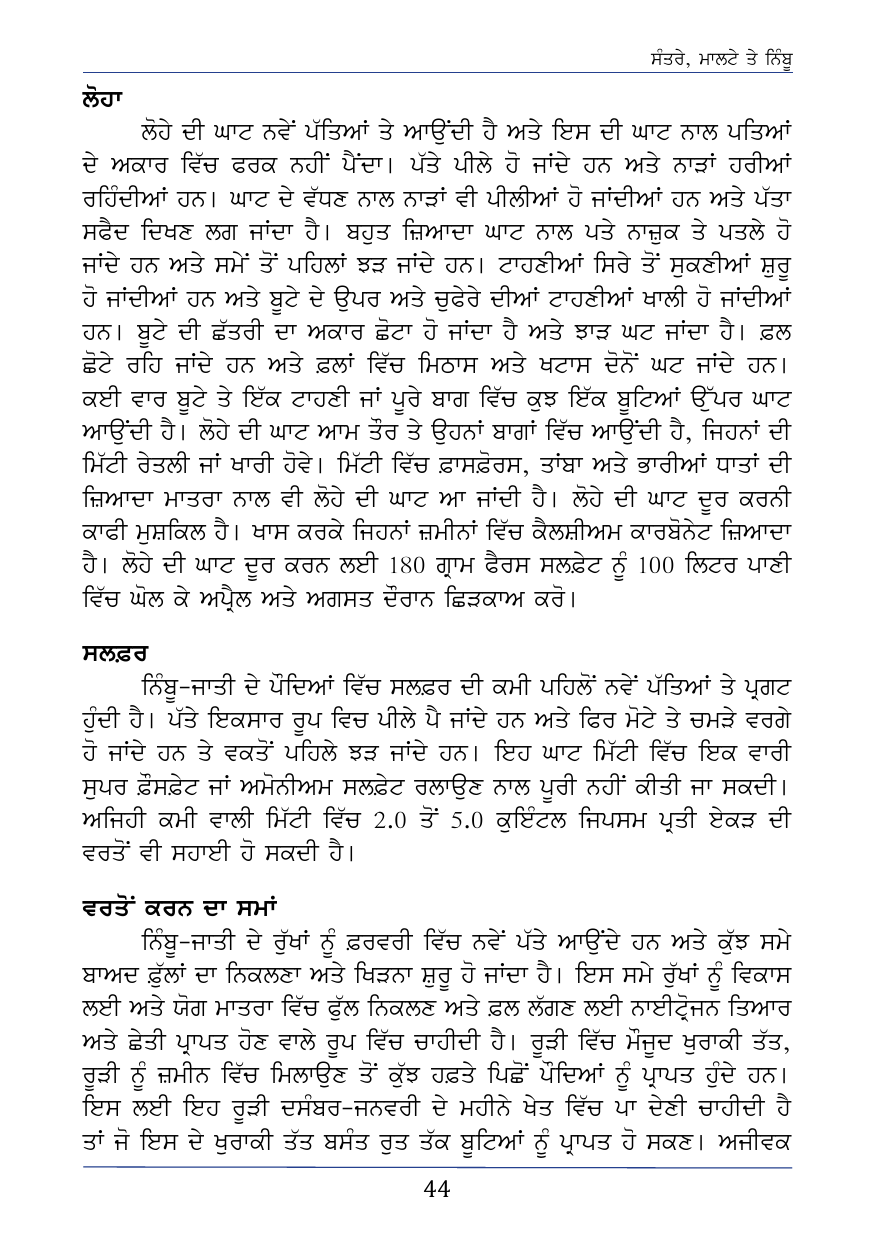 ਸੰਤਰੇ, ਮਾਲਟੇ ਤੇ ਨਿੰਬੂ
ਲੋਹਾ
ਲੋਹੇ ਦੀ ਘਾਟ ਨਵੇਂ ਪੱਤਿਆਂ ਤੇ ਆਉਂਦੀ ਹੈ ਅਤੇ ਇਸ ਦੀ ਘਾਟ ਨਾਲ ਪਤਿਆਂ
ਦੇ ਅਕਾਰ ਵਿੱਚ ਫਰਕ ਨਹੀਂ ਪੈਂਦਾ। ਪੱਤੇ ਪੀਲੇ ਹੋ ਜਾਂਦੇ ਹਨ ਅਤੇ ਨਾੜਾਂ ਹਰੀਆਂ
ਰਹਿੰਦੀਆਂ ਹਨ। ਘਾਟ ਦੇ ਵੱਧਣ ਨਾਲ ਨਾੜਾਂ ਵੀ ਪੀਲੀਆਂ ਹੋ ਜਾਂਦੀਆਂ ਹਨ ਅਤੇ ਪੱਤਾ
ਸਫੈਦ ਦਿਖਣ ਲਗ ਜਾਂਦਾ ਹੈ। ਬਹੁਤ ਜ਼ਿਆਦਾ ਘਾਟ ਨਾਲ ਪਤੇ ਨਾਜ਼ੁਕ ਤੇ ਪਤਲੇ ਹੋ
ਜਾਂਦੇ ਹਨ ਅਤੇ ਸਮੇਂ ਤੋਂ ਪਹਿਲਾਂ ਝੜ ਜਾਂਦੇ ਹਨ। ਟਾਹਣੀਆਂ ਸਿਰੇ ਤੋਂ ਸੁਕਣੀਆਂ ਸ਼ੁਰੂ
ਹੋ ਜਾਂਦੀਆਂ ਹਨ ਅਤੇ ਬੂਟੇ ਦੇ ਉਪਰ ਅਤੇ ਚੁਫੇਰੇ ਦੀਆਂ ਟਾਹਣੀਆਂ ਖਾਲੀ ਹੋ ਜਾਂਦੀਆਂ
ਹਨ। ਬੂਟੇ ਦੀ ਛੱਤਰੀ ਦਾ ਅਕਾਰ ਛੋਟਾ ਹੋ ਜਾਂਦਾ ਹੈ ਅਤੇ ਝਾੜ ਘਟ ਜਾਂਦਾ ਹੈ। ਫ਼ਲ
ਛੋਟੇ ਰਹਿ ਜਾਂਦੇ ਹਨ ਅਤੇ ਫ਼ਲਾਂ ਵਿੱਚ ਮਿਠਾਸ ਅਤੇ ਖਟਾਸ ਦੋਨੋਂ ਘਟ ਜਾਂਦੇ ਹਨ।
ਕਈ ਵਾਰ ਬੂਟੇ ਤੇ ਇੱਕ ਟਾਹਣੀ ਜਾਂ ਪੂਰੇ ਬਾਗ ਵਿੱਚ ਕੁਝ ਇੱਕ ਬੂਟਿਆਂ ਉੱਪਰ ਘਾਟ
ਆਉਂਦੀ ਹੈ। ਲੋਹੇ ਦੀ ਘਾਟ ਆਮ ਤੌਰ ਤੇ ਉਹਨਾਂ ਬਾਗਾਂ ਵਿੱਚ ਆਉਂਦੀ ਹੈ, ਜਿਹਨਾਂ ਦੀ
ਮਿੱਟੀ ਰੇਤਲੀ ਜਾਂ ਖਾਰੀ ਹੋਵੇ। ਮਿੱਟੀ ਵਿੱਚ ਫ਼ਾਸਫ਼ੋਰਸ, ਤਾਂਬਾ ਅਤੇ ਭਾਰੀਆਂ ਧਾਤਾਂ ਦੀ
ਜ਼ਿਆਦਾ ਮਾਤਰਾ ਨਾਲ ਵੀ ਲੋਹੇ ਦੀ ਘਾਟ ਆ ਜਾਂਦੀ ਹੈ। ਲੋਹੇ ਦੀ ਘਾਟ ਦੂਰ ਕਰਨੀ
ਕਾਫੀ ਮੁਸ਼ਕਿਲ ਹੈ। ਖਾਸ ਕਰਕੇ ਜਿਹਨਾਂ ਜ਼ਮੀਨਾਂ ਵਿੱਚ ਕੈਲਸ਼ੀਅਮ ਕਾਰਬੋਨੇਟ ਜ਼ਿਆਦਾ
ਹੈ। ਲੋਹੇ ਦੀ ਘਾਟ ਦੂਰ ਕਰਨ ਲਈ 180 ਗ੍ਰਾਮ ਫੈਰਸ ਸਲਫ਼ੇਟ ਨੂੰ 100 ਲਿਟਰ ਪਾਣੀ
ਵਿੱਚ ਘੋਲ ਕੇ ਅਪ੍ਰੈਲ ਅਤੇ ਅਗਸਤ ਦੌਰਾਨ ਛਿੜਕਾਅ ਕਰੋ।
ਸਲਫ਼ਰ
ਨਿੰਬੂ-ਜਾਤੀ ਦੇ ਪੌਦਿਆਂ ਵਿੱਚ ਸਲਫ਼ਰ ਦੀ ਕਮੀ ਪਹਿਲੋਂ ਨਵੇਂ ਪੱਤਿਆਂ ਤੇ ਪ੍ਰਗਟ
ਹੁੰਦੀ ਹੈ। ਪੱਤੇ ਇਕਸਾਰ ਰੂਪ ਵਿਚ ਪੀਲੇ ਪੈ ਜਾਂਦੇ ਹਨ ਅਤੇ ਫਿਰ ਮੋਟੇ ਤੇ ਚਮੜੇ ਵਰਗੇ
ਹੋ ਜਾਂਦੇ ਹਨ ਤੇ ਵਕਤੋਂ ਪਹਿਲੇ ਝੜ ਜਾਂਦੇ ਹਨ। ਇਹ ਘਾਟ ਮਿੱਟੀ ਵਿੱਚ ਇਕ ਵਾਰੀ
ਸੁਪਰ ਫ਼ੌਸਫ਼ੇਟ ਜਾਂ ਅਮੋਨੀਅਮ ਸਲਫ਼ੇਟ ਰਲਾਉਣ ਨਾਲ ਪੂਰੀ ਨਹੀਂ ਕੀਤੀ ਜਾ ਸਕਦੀ।
ਅਜਿਹੀ ਕਮੀ ਵਾਲੀ ਮਿੱਟੀ ਵਿੱਚ 2.0 ਤੋਂ 5.0 ਕੁਇੰਟਲ ਜਿਪਸਮ ਪ੍ਰਤੀ ਏਕੜ ਦੀ
ਵਰਤੋਂ ਵੀ ਸਹਾਈ ਹੋ ਸਕਦੀ ਹੈ।
ਵਰਤੋਂ ਕਰਨ ਦਾ ਸਮਾਂ
ਨਿੰਬੂ-ਜਾਤੀ ਦੇ ਰੁੱਖਾਂ ਨੂੰ ਫ਼ਰਵਰੀ ਵਿੱਚ ਨਵੇਂ ਪੱਤੇ ਆਉਂਦੇ ਹਨ ਅਤੇ ਕੁੱਝ ਸਮੇ
ਬਾਅਦ ਫ਼ੁੱਲਾਂ ਦਾ ਨਿਕਲਣਾ ਅਤੇ ਖਿੜਨਾ ਸ਼ੁਰੂ ਹੋ ਜਾਂਦਾ ਹੈ। ਇਸ ਸਮੇ ਰੁੱਖਾਂ ਨੂੰ ਵਿਕਾਸ
ਲਈ ਅਤੇ ਯੋਗ ਮਾਤਰਾ ਵਿੱਚ ਫੁੱਲ ਨਿਕਲਣ ਅਤੇ ਫ਼ਲ ਲੱਗਣ ਲਈ ਨਾਈਟ੍ਰੋਜਨ ਤਿਆਰ
ਅਤੇ ਛੇਤੀ ਪ੍ਰਾਪਤ ਹੋਣ ਵਾਲੇ ਰੂਪ ਵਿੱਚ ਚਾਹੀਦੀ ਹੈ। ਰੂੜੀ ਵਿੱਚ ਮੌਜੂਦ ਖੁਰਾਕੀ ਤੱਤ,
ਰੂੜੀ ਨੂੰ ਜ਼ਮੀਨ ਵਿੱਚ ਮਿਲਾਉਣ ਤੋਂ ਕੁੱਝ ਹਫ਼ਤੇ ਪਿਛੋਂ ਪੌਦਿਆਂ ਨੂੰ ਪ੍ਰਾਪਤ ਹੁੰਦੇ ਹਨ।
ਇਸ ਲਈ ਇਹ ਰੂੜੀ ਦਸੰਬਰ-ਜਨਵਰੀ ਦੇ ਮਹੀਨੇ ਖੇਤ ਵਿੱਚ ਪਾ ਦੇਣੀ ਚਾਹੀਦੀ ਹੈ
ਤਾਂ ਜੋ ਇਸ ਦੇ ਖੁਰਾਕੀ ਤੱਤ ਬਸੰਤ ਰੁਤ ਤੱਕ ਬੂਟਿਆਂ ਨੂੰ ਪ੍ਰਾਪਤ ਹੋ ਸਕਣ। ਅਜੀਵਕ
44